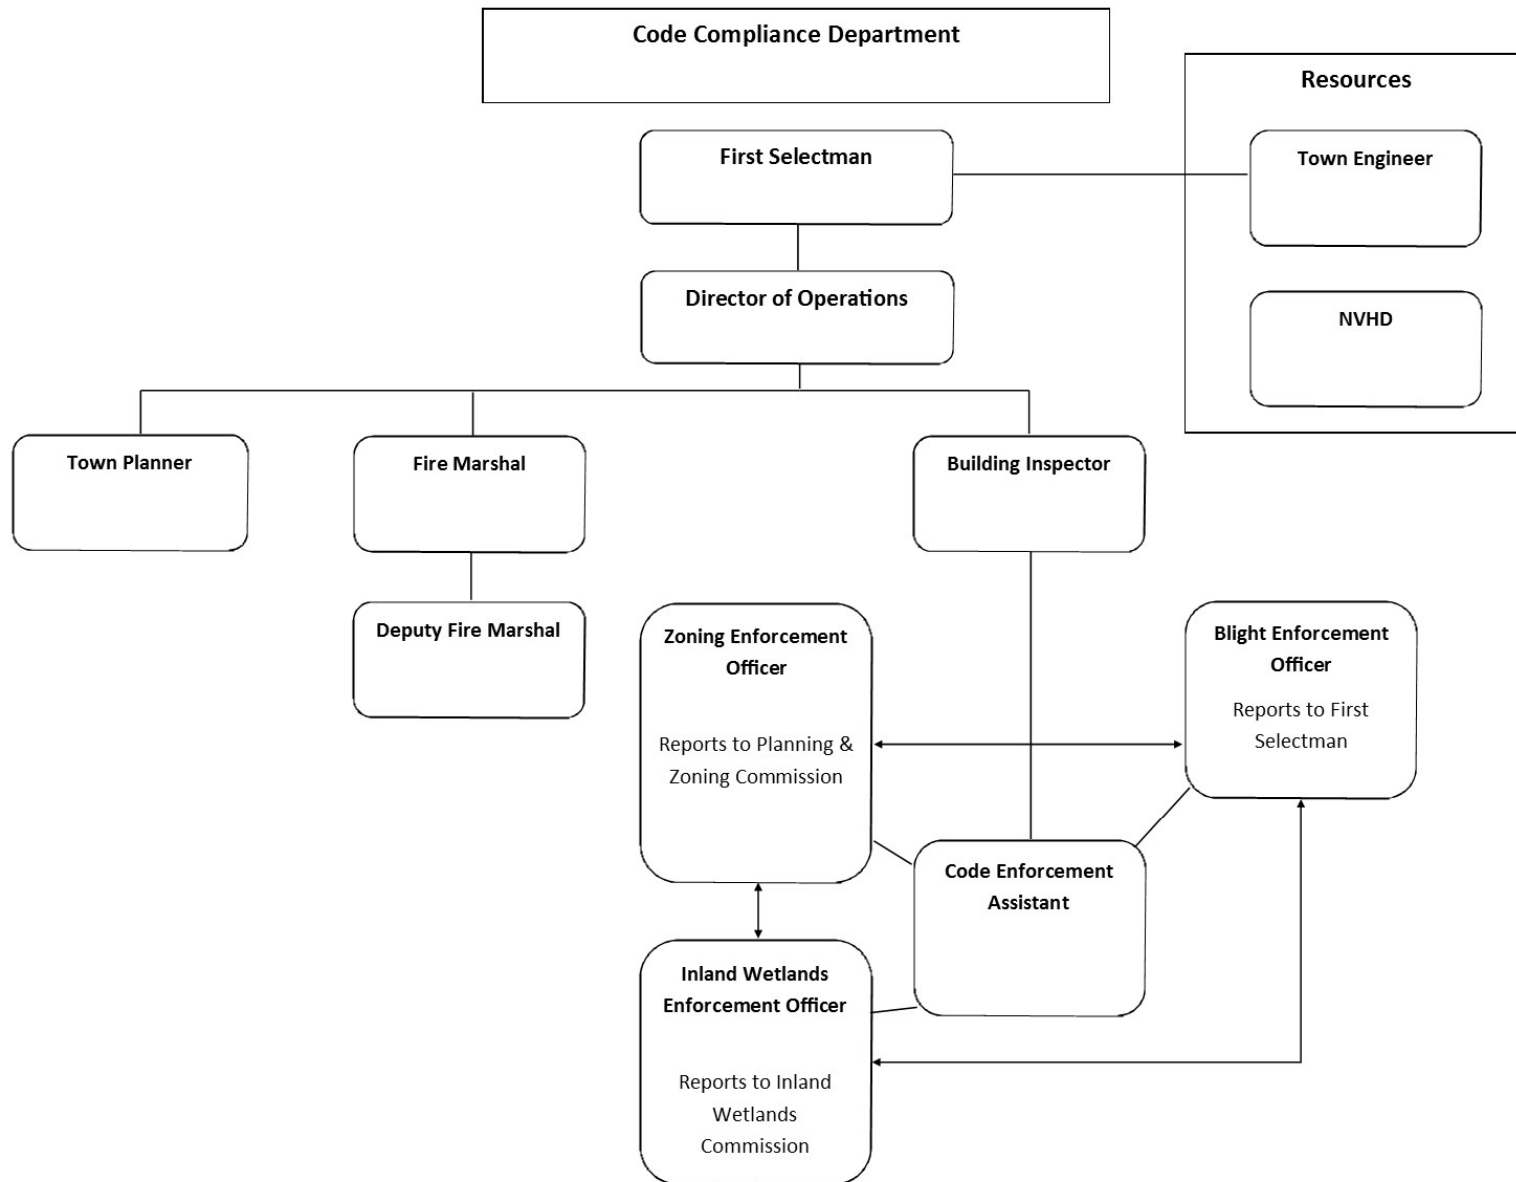 Code Compliance Department
Resources
First Selectman
Town Engineer
Director of Operations
NVHD
Town Planner
Fire Marshal
Building Inspector
Deputy Fire Marshal
Zoning Enforcement
Officer
Reports to Planning &
Zoning Commission
Blight Enforcement
Officer
Reports to First
Selectman
Code Enforcement
Assistant
Inland Wetlands
Enforcement Officer
Reports to Inland
Wetlands
Commission